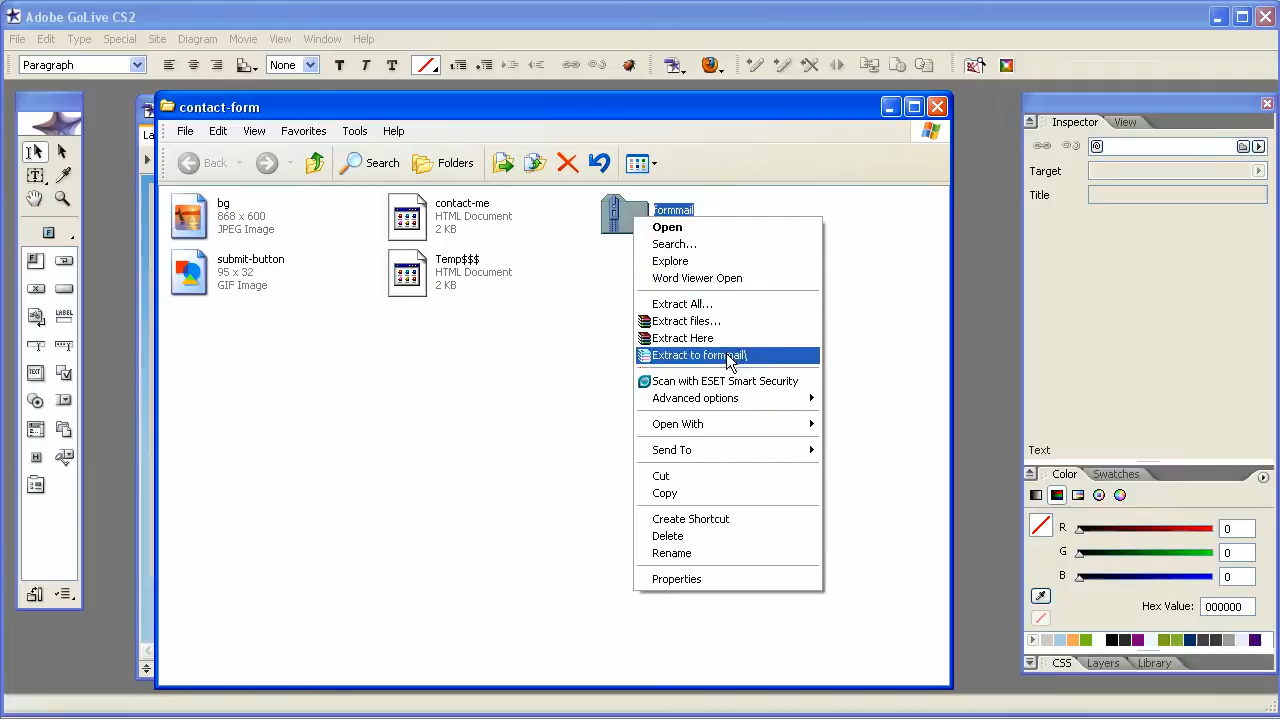 Adobe GoLive CS2
File Edit Type Special Site Diagram Movie View Window Help
Paragraph
None
T T T
contact-form
File Edit View Favorites Tools Help
Back Search Folders
bg
868 x 600
JPEG Image
contact-me
HTML Document
2 KB
formmail
submit-button
95 x 32
GIF Image
Temp$$$
HTML Document
2 KB
Open
Search...
Explore
Word Viewer Open
Extract All...
Extract files...
Extract Here
Extract to formmail\
Scan with ESET Smart Security
Advanced options
Open With
Send To
Cut
Copy
Create Shortcut
Delete
Rename
Properties
La
LABEL
TEXT
Inspector View
Target
Title
Text
Color Swatches
R 0
G 0
B 0
Hex Value: 000000
CSS Layers Library